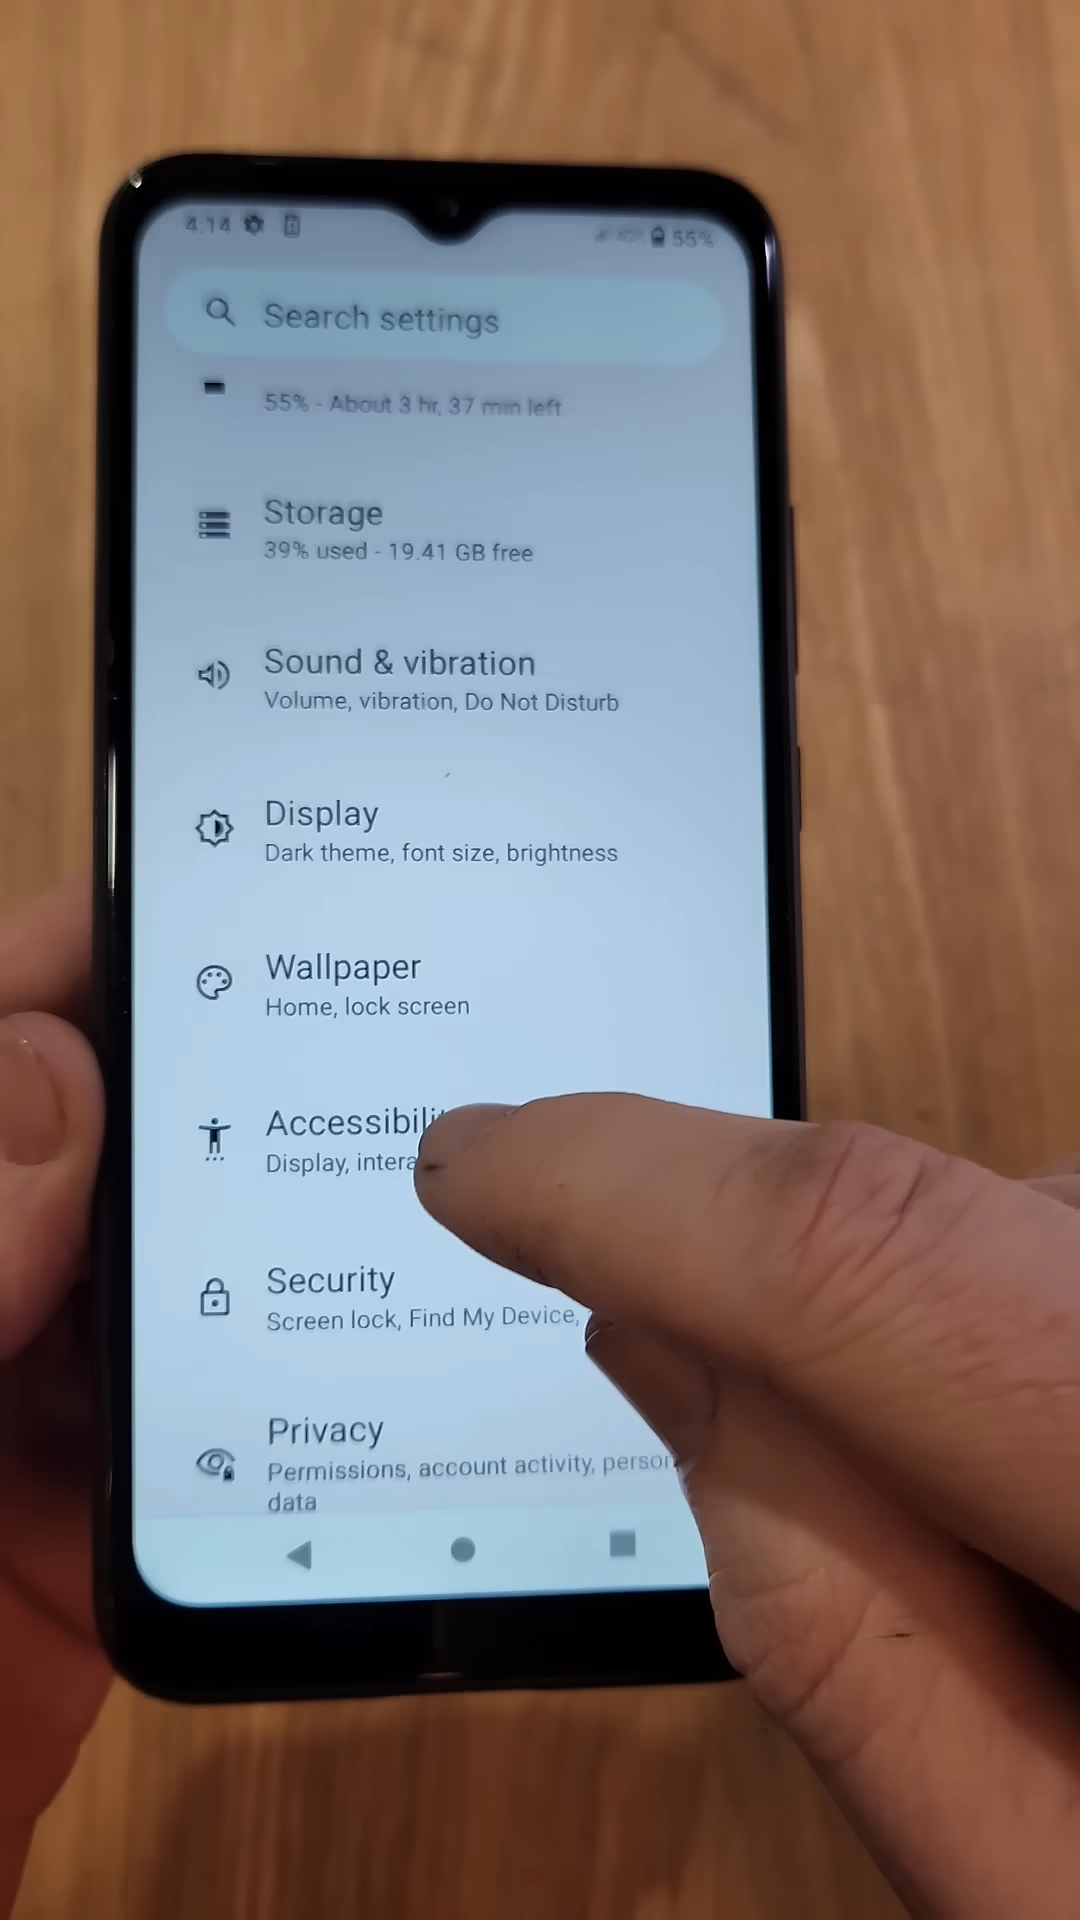 4:14 55%
Search settings
55% - About 3 hr, 37 min left
Storage
39% used - 19.41 GB free
Sound & vibration
Volume, vibration, Do Not Disturb
Display
Dark theme, font size, brightness
Wallpaper
Home, lock screen
Display,
Security
Screen lock, Find My Device,
Privacy
Permissions, account activity,
data